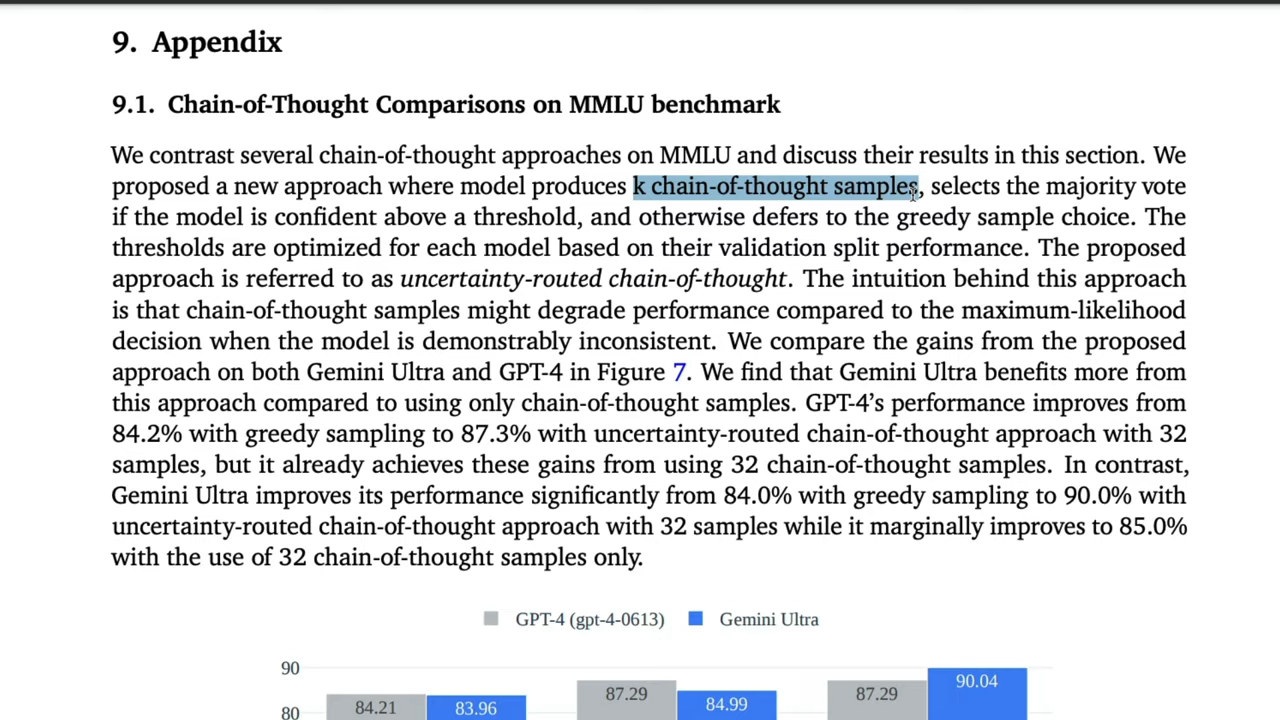 9. Appendix
9.1. Chain-of-Thought Comparisons on MMLU benchmark
We contrast several chain-of-thought approaches on MMLU and discuss their results in this section. We
proposed a new approach where model produces k chain-of-thought samples, selects the majority vote
if the model is confident above a threshold, and otherwise defers to the greedy sample choice. The
thresholds are optimized for each model based on their validation split performance. The proposed
approach is referred to as uncertainty-routed chain-of-thought. The intuition behind this approach
is that chain-of-thought samples might degrade performance compared to the maximum-likelihood
decision when the model is demonstrably inconsistent. We compare the gains from the proposed
approach on both Gemini Ultra and GPT-4 in Figure 7. We find that Gemini Ultra benefits more from
this approach compared to using only chain-of-thought samples. GPT-4’s performance improves from
84.2% with greedy sampling to 87.3% with uncertainty-routed chain-of-thought approach with 32
samples, but it already achieves these gains from using 32 chain-of-thought samples. In contrast,
Gemini Ultra improves its performance significantly from 84.0% with greedy sampling to 90.0% with
uncertainty-routed chain-of-thought approach with 32 samples while it marginally improves to 85.0%
with the use of 32 chain-of-thought samples only.
GPT-4 (gpt-4-0613) Gemini Ultra
90
84.21 83.96 87.29 84.99 87.29 90.04
80